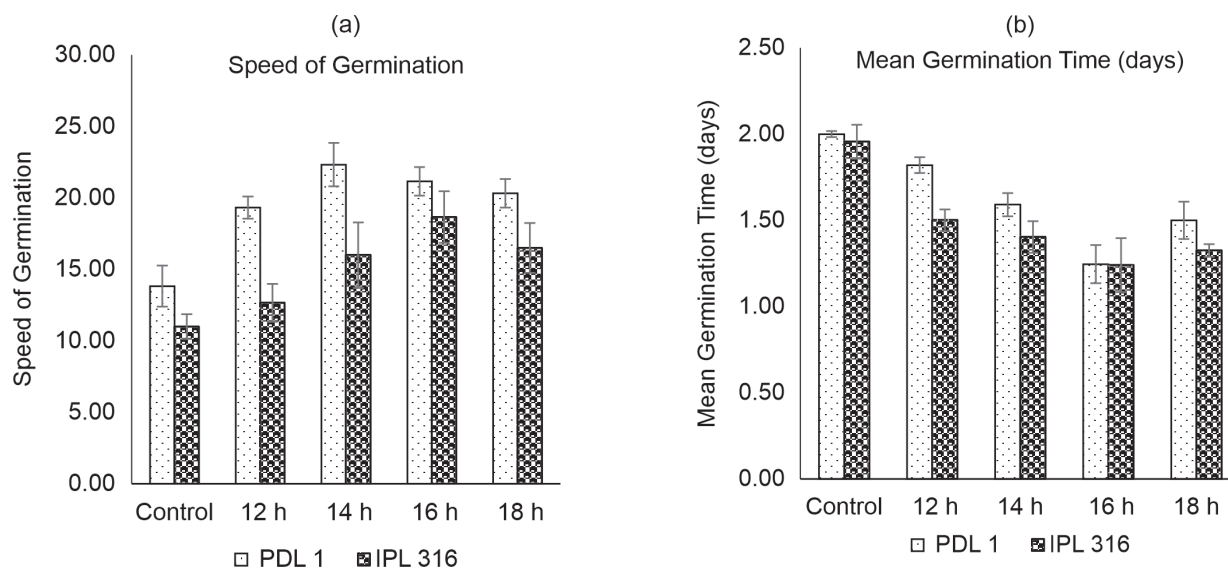 (a)
Speed of Germination
Speed of Germination
30.00
25.00
20.00
15.00
10.00
5.00
0.00
Control 12 h 14 h 16 h 18 h
PDL 1 IPL 316
(b)
Mean Germination Time (days)
Mean Germination Time (days)
2.50
2.00
1.50
1.00
0.50
0.00
Control 12 h 14 h 16 h 18 h
PDL 1 IPL 316